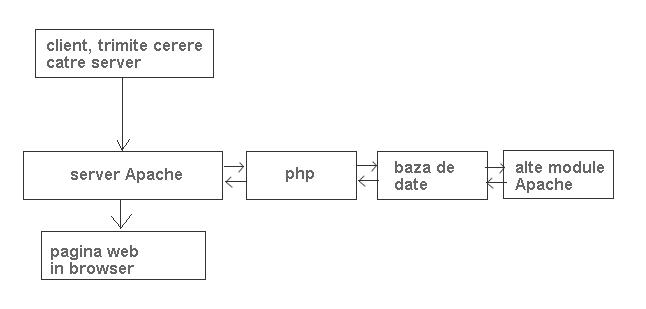 client, trimite cerere
catre server
server Apache
php
baza de
date
alte module
Apache
pagina web
in browser